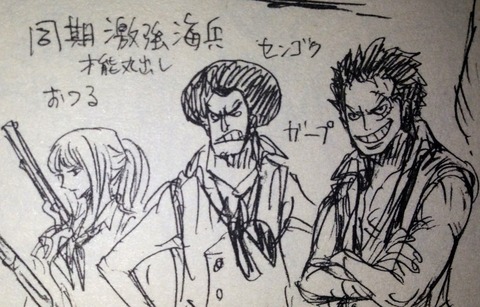 同期激強海兵
才能丸出し
おつる
センゴク
ガープ